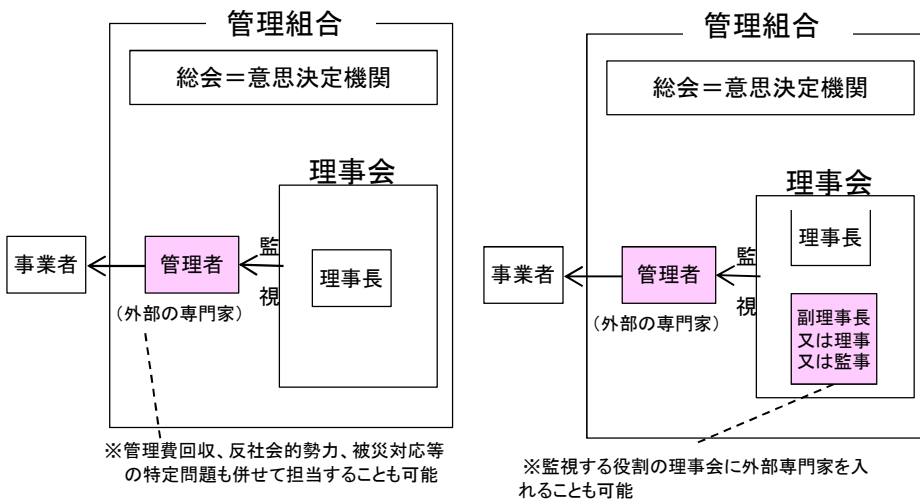 管理組合
総会＝意思決定機関
理事会
監
視
事業者
管理者
理事長
（外部の専門家）
※管理費回収、反社会的勢力、被災対応等
の特定問題も併せて担当することも可能
管理組合
総会＝意思決定機関
理事会
理事長
監
視
事業者
管理者
（外部の専門家）
副理事長
又は理事
又は監事
※監視する役割の理事会に外部専門家を入
れることも可能